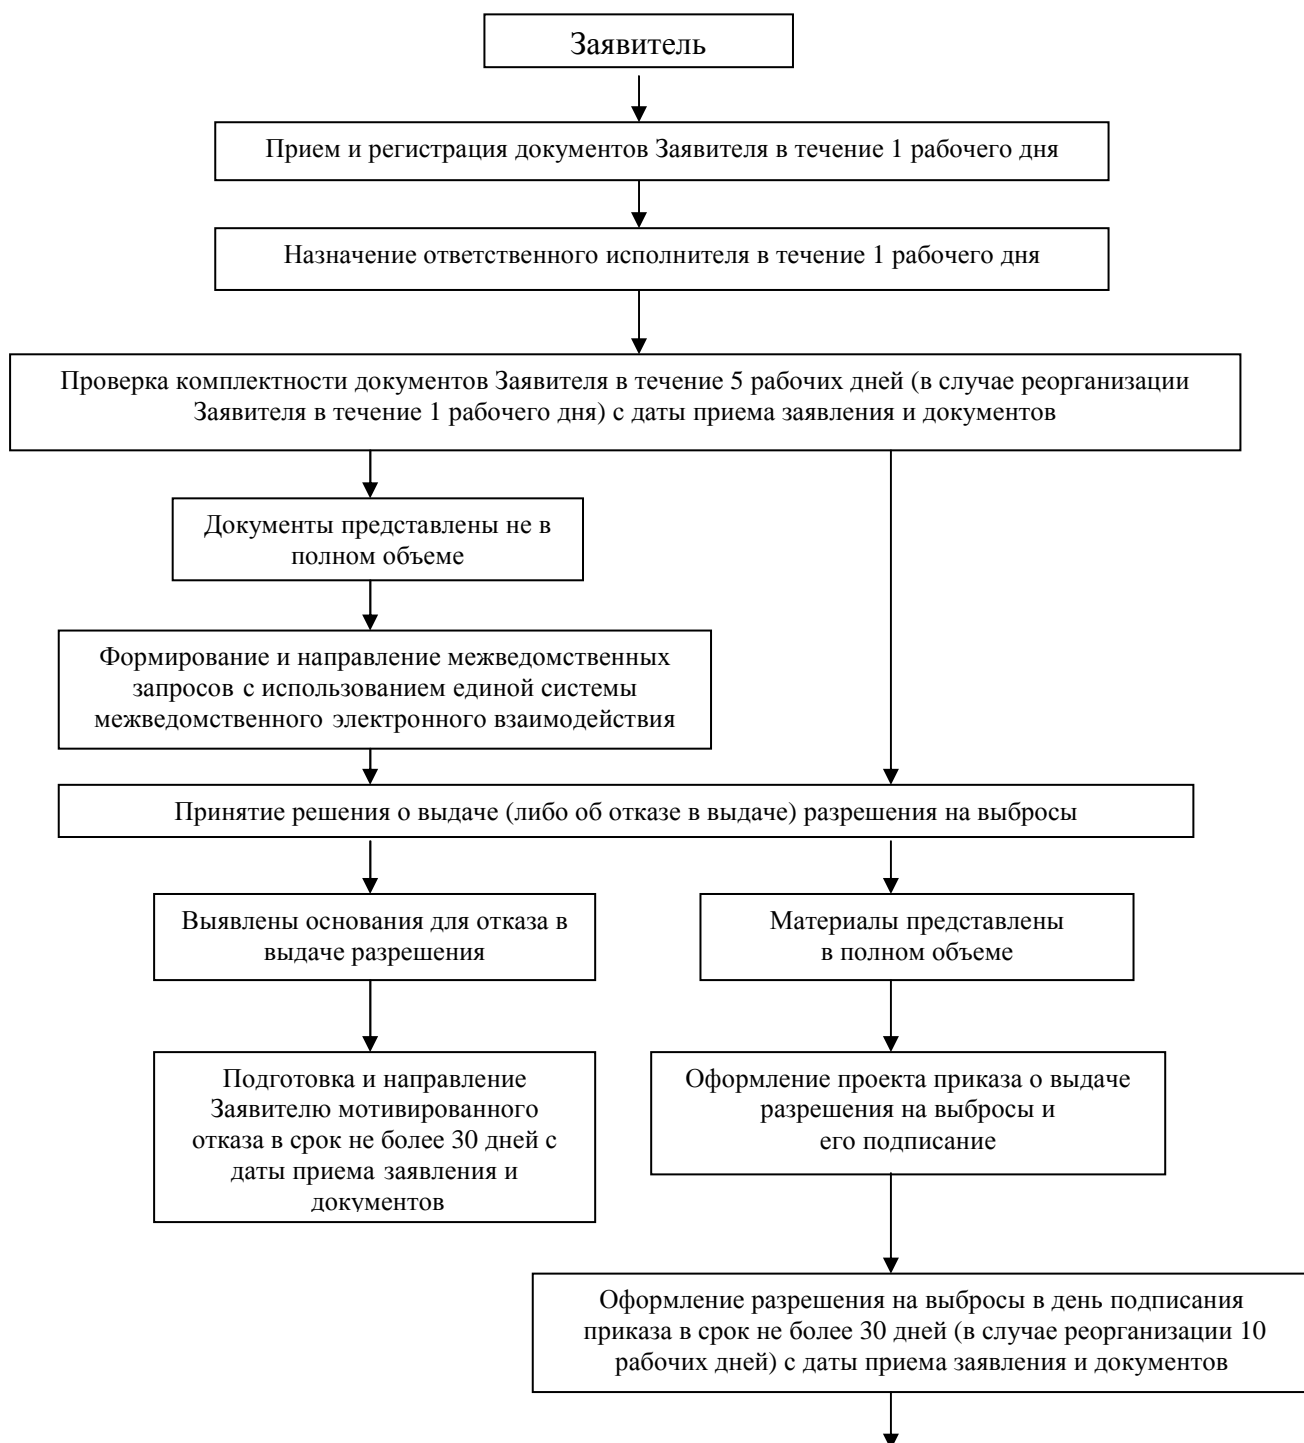 Заявитель
Прием и регистрация документов Заявителя в течение 1 рабочего дня
Назначение ответственного исполнителя в течение 1 рабочего дня
Проверка комплектности документов Заявителя в течение 5 рабочих дней (в случае реорганизации
Заявителя в течение 1 рабочего дня) с даты приема заявления и документов
Документы представлены не в
полном объеме
Формирование и направление межведомственных
запросов с использованием единой системы
межведомственного электронного взаимодействия
Принятие решения о выдаче (либо об отказе в выдаче) разрешения на выбросы
Выявлены основания для отказа в
выдаче разрешения
Материалы представлены
в полном объеме
Подготовка и направление
Заявителю мотивированного
отказа в срок не более 30 дней с
даты приема заявления и
документов
Оформление проекта приказа о выдаче
разрешения на выбросы и
его подписание
Оформление разрешения на выбросы в день подписания
приказа в срок не более 30 дней (в случае реорганизации 10
рабочих дней) с даты приема заявления и документов